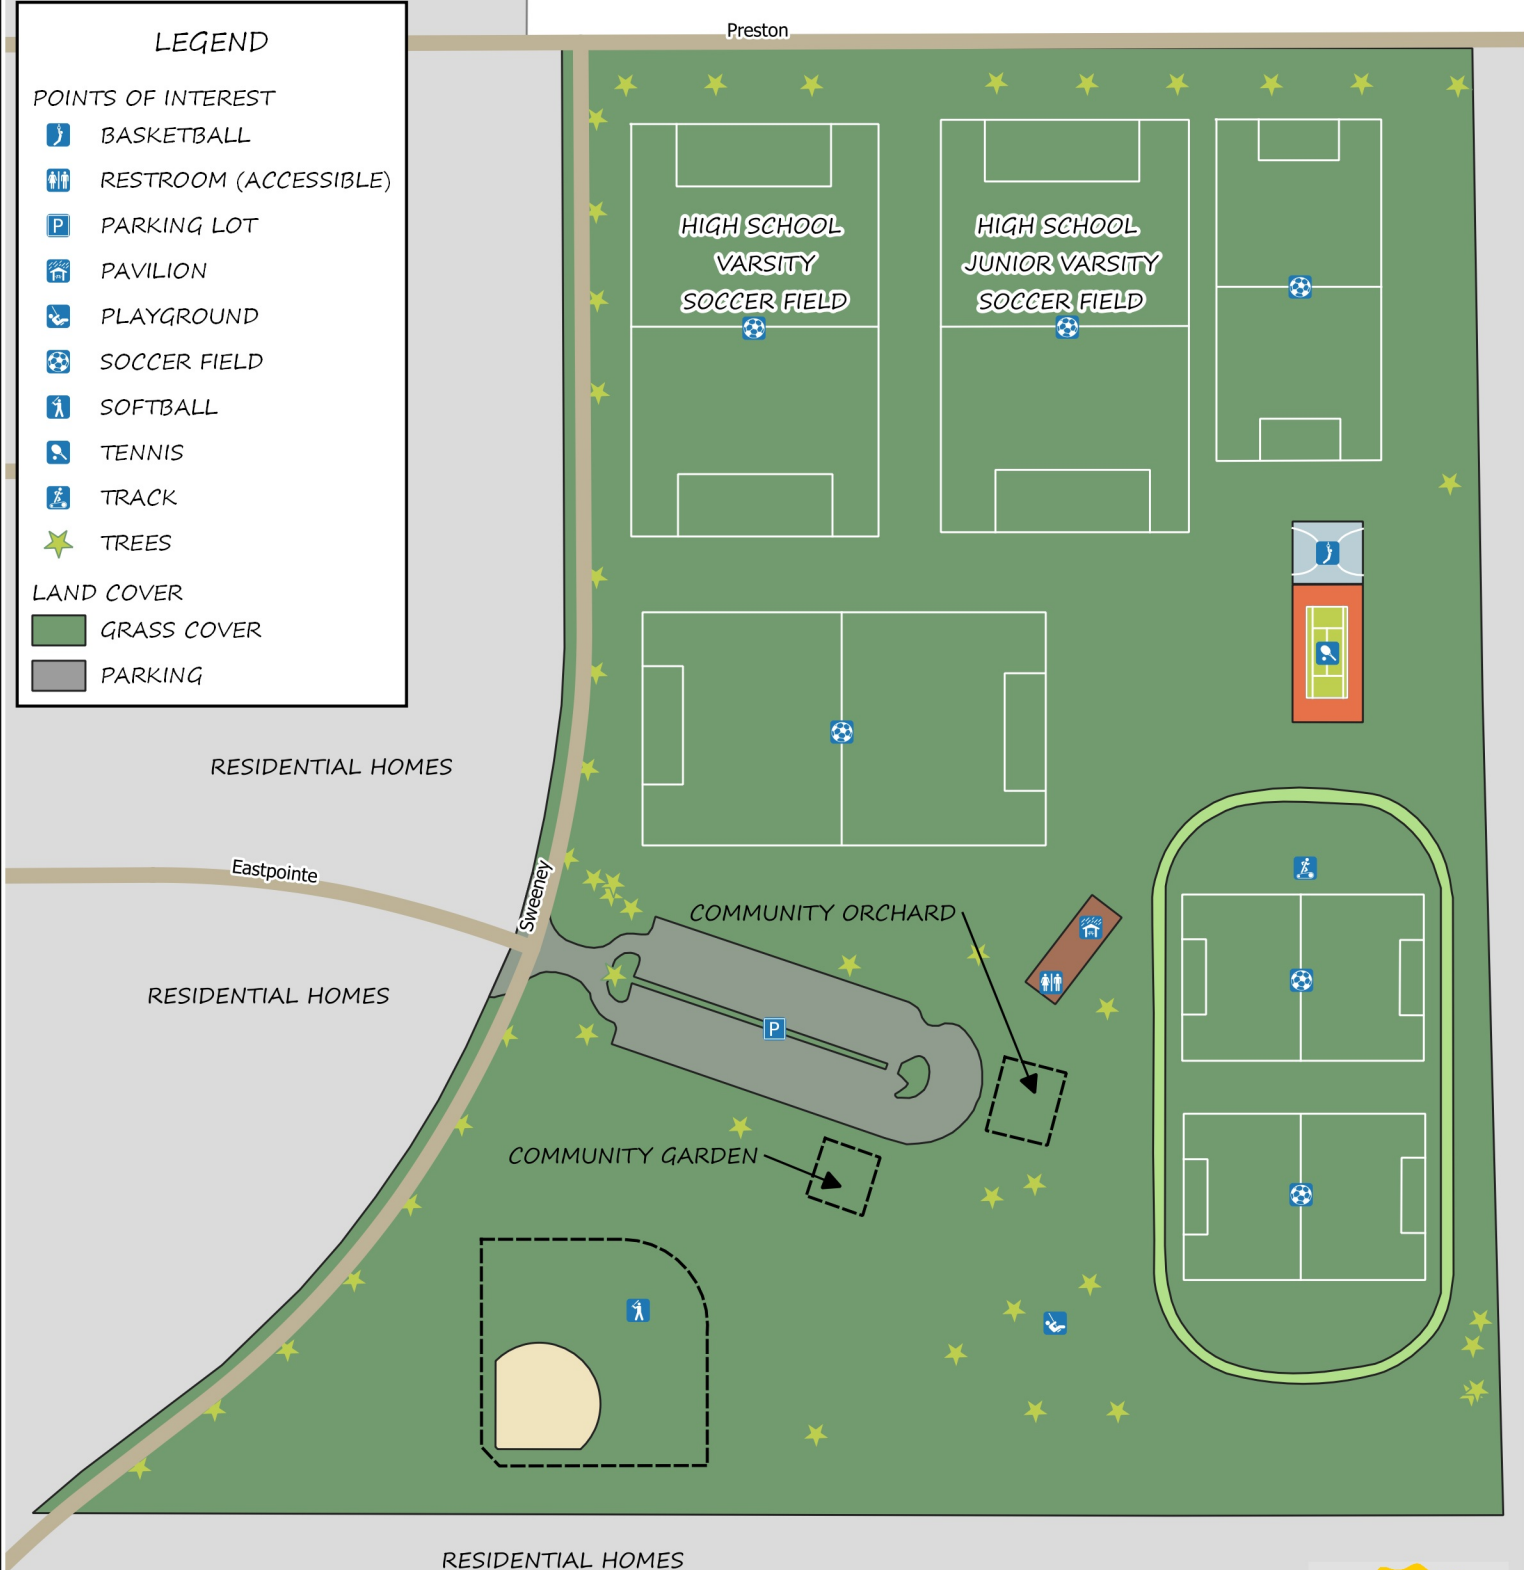 LEGEND
POINTS OF INTEREST
BASKETBALL
RESTROOM (ACCESSIBLE)
P PARKING LOT
PAVILION
PLAYGROUND
SOCCER FIELD
SOFTBALL
TENNIS
TRACK
TREES
LAND COVER
GRASS COVER
PARKING
Preston
HIGH SCHOOL
VARSITY
SOCCER FIELD
HIGH SCHOOL
JUNIOR VARSITY
SOCCER FIELD
RESIDENTIAL HOMES
Eastpointe
Sweeney
COMMUNITY ORCHARD
RESIDENTIAL HOMES
P
COMMUNITY GARDEN
RESIDENTIAL HOMES